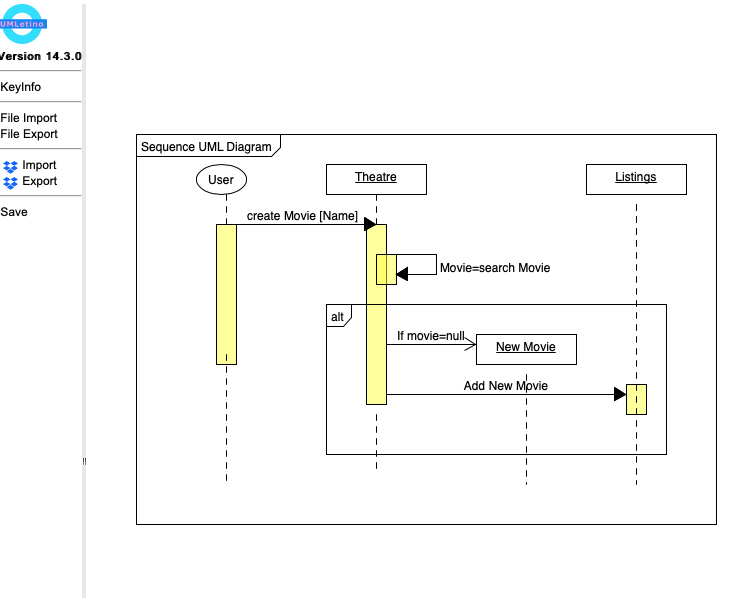 UMLetino
Version 14.3.0
KeyInfo
File Import
File Export
Import
Export
Save
Sequence UML Diagram
User
Theatre
Listings
create Movie [Name]
Movie=search Movie
alt
If movie=null
New Movie
Add New Movie